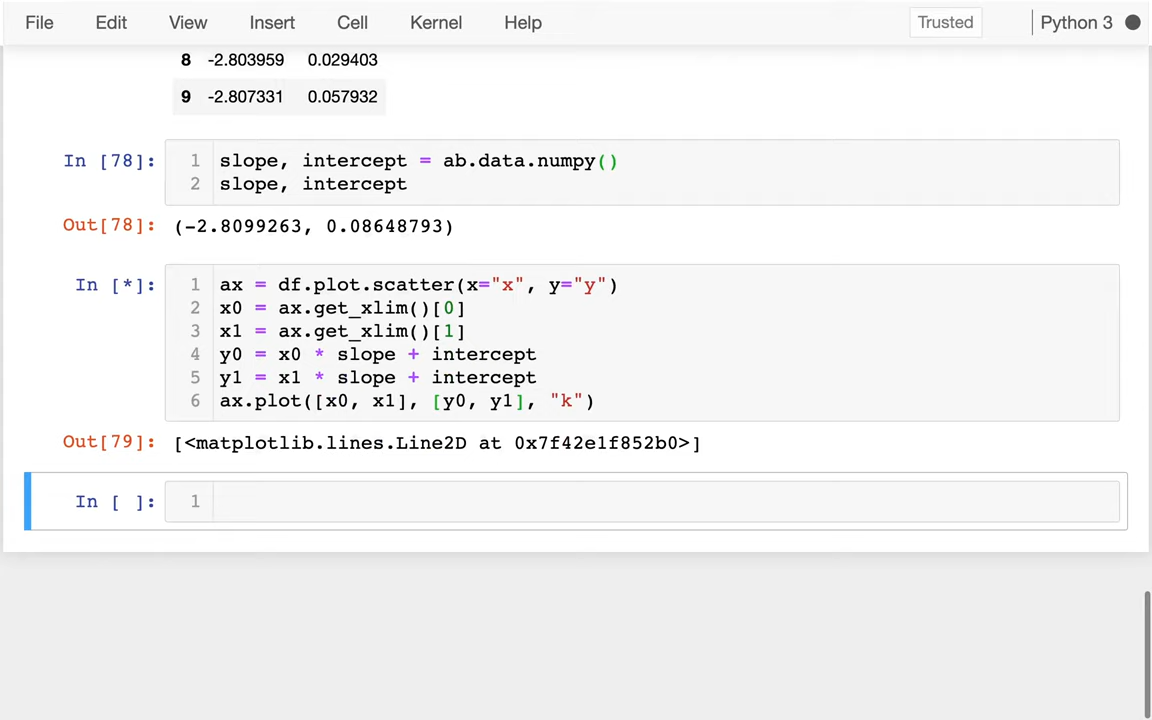 File Edit View Insert Cell Kernel Help Trusted Python 3
8 -2.803959 0.029403
9 -2.807331 0.057932
In [78]: 1 slope, intercept = ab.data.numpy()
2 slope, intercept
Out[78]: (-2.8099263, 0.08648793)
In [*]: 1 ax = df.plot.scatter(x="x", y="y")
2 x0 = ax.get_xlim()[0]
3 x1 = ax.get_xlim()[1]
4 y0 = x0 * slope + intercept
5 y1 = x1 * slope + intercept
6 ax.plot([x0, x1], [y0, y1], "k")
Out[79]: [<matplotlib.lines.Line2D at 0x7f42e1f852b0>]
In [ ]: 1